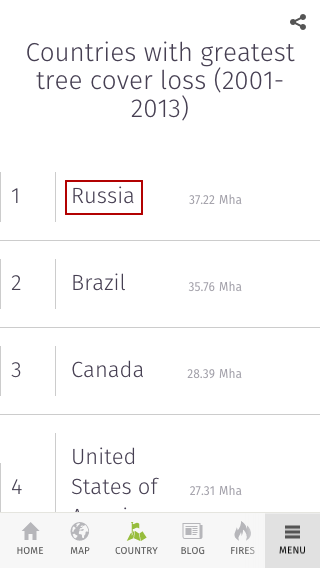 Countries with greatest
tree cover loss (2001-
2013)
1 Russia 37.22 Mha
2 Brazil 35.76 Mha
3 Canada 28.39 Mha
United
4 States of 27.31 Mha
HOME MAP COUNTRY BLOG FIRES MENU